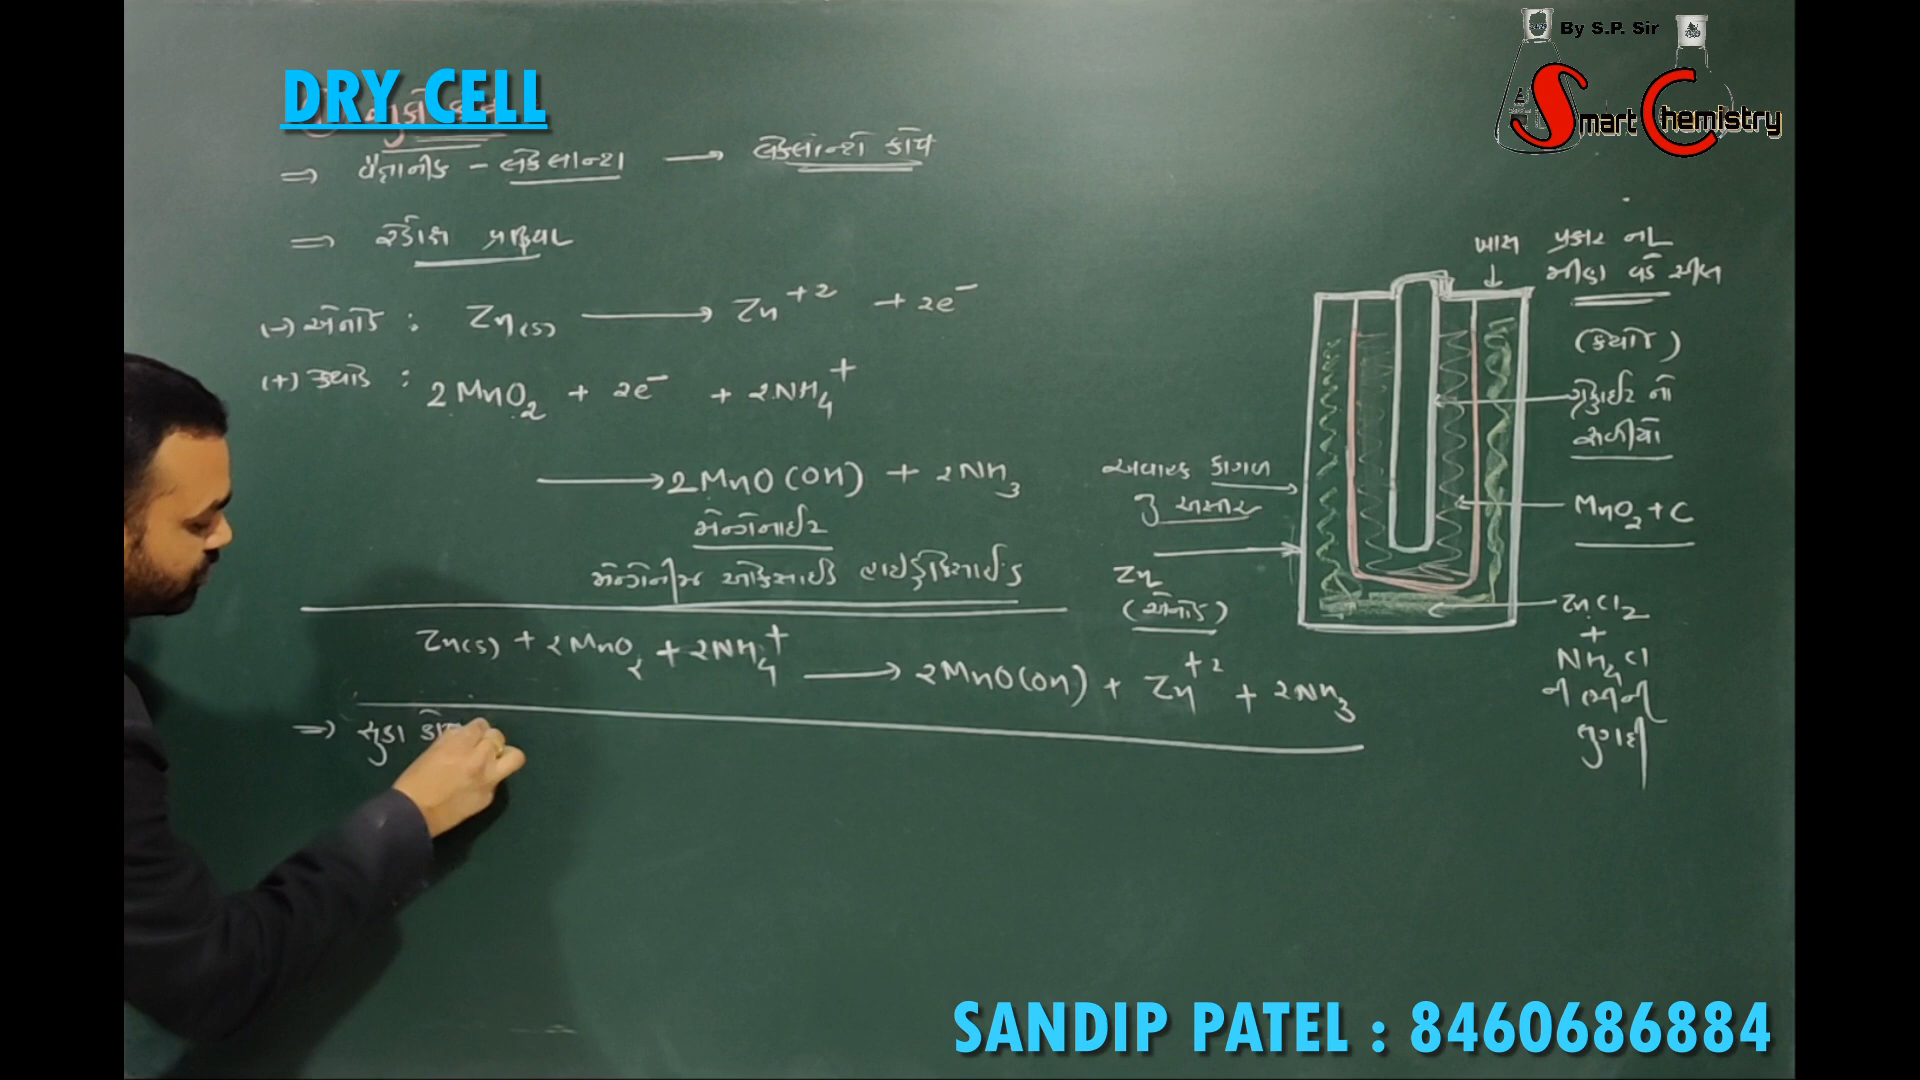 DRY CELL
By S.P. Sir
Smart Chemistry
⇒ વૈજ્ઞાનીક - લેકલાન્શ → લેકલાન્શે કોષ
⇒ રેડોક્ષ પ્રક્રિયા
(-) એનોડ : Zn(s) → Zn+2 + 2e−
(+) કેથોડ : 2MnO2 + 2e− + 2NH4+
→ 2MnO(OH) + 2NH3
મેન્ગેનાઈટ
મેન્ગેનીઝ ઓક્સાઈડ હાઈડ્રોક્સાઈડ
Zn(s) + 2MnO2 + 2NH4+ → 2MnO(OH) + Zn+2 + 2NH3
⇒ સુકા
ખાસ પ્રકાર ના
મીણ વડે સીલ
(કેથોડ)
ગ્રેફાઈટ નો
સળીયો
કાગળ
નુ અસ્તર
MnO2 + C
Zn
(એનોડ)
ZnCl2
+
NH4Cl
ની ભીની
લુગદી
SANDIP PATEL : 8460686884